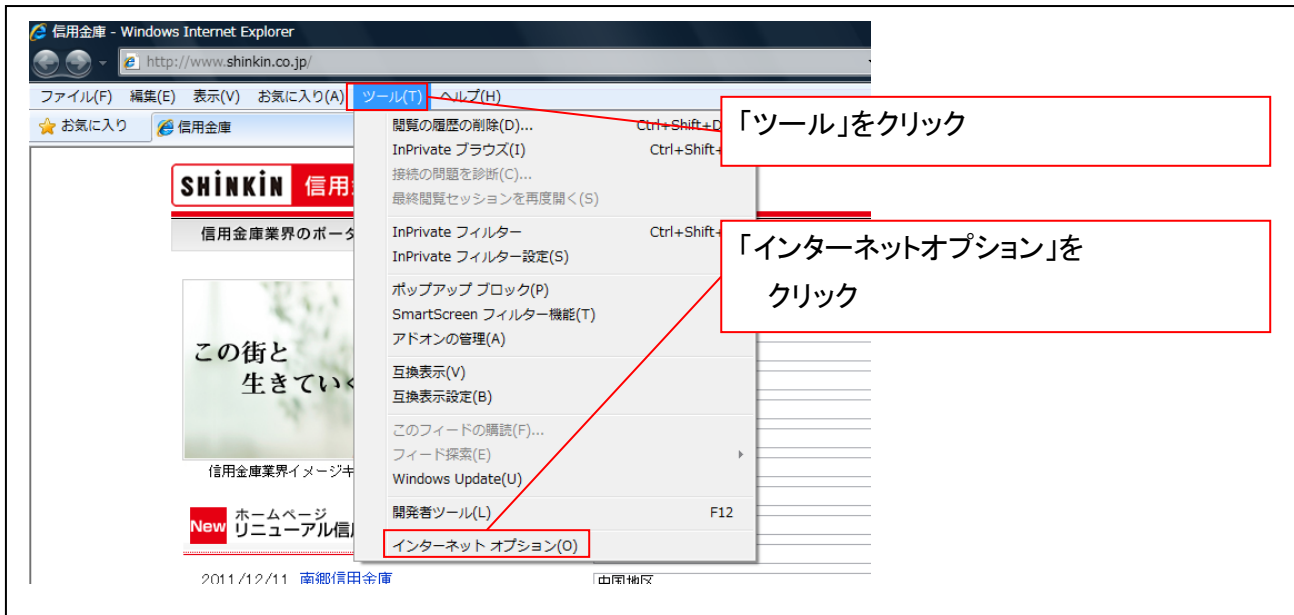 信用金庫 - Windows Internet Explorer
http://www.shinkin.co.jp/
ファイル(F) 編集(E) 表示(V) お気に入り(A) ツール(T) ヘルプ(H)
お気に入り 信用金庫
閲覧の履歴の削除(D)... Ctrl+Shift+D
「ツール」をクリック
InPrivate ブラウズ(I) Ctrl+Shift+
接続の問題を診断(C)...
最終閲覧セッションを再度開く(S)
SHINKIN 信用
信用金庫業界のポータ
InPrivate フィルター Ctrl+Shift+
InPrivate フィルター設定(S)
「インターネットオプション」を
クリック
ポップアップ ブロック(P)
SmartScreen フィルター機能(T)
アドオンの管理(A)
この街と
生きてい
互換表示(V)
互換表示設定(B)
このフィードの購読(F)...
フィード探索(E)
Windows Update(U)
信用金庫業界イメージキ
開発者ツール(L) F12
New ホームページ
リニューアル信
インターネット オプション(O)
2011/12/11 南郷信用金庫
中国地区